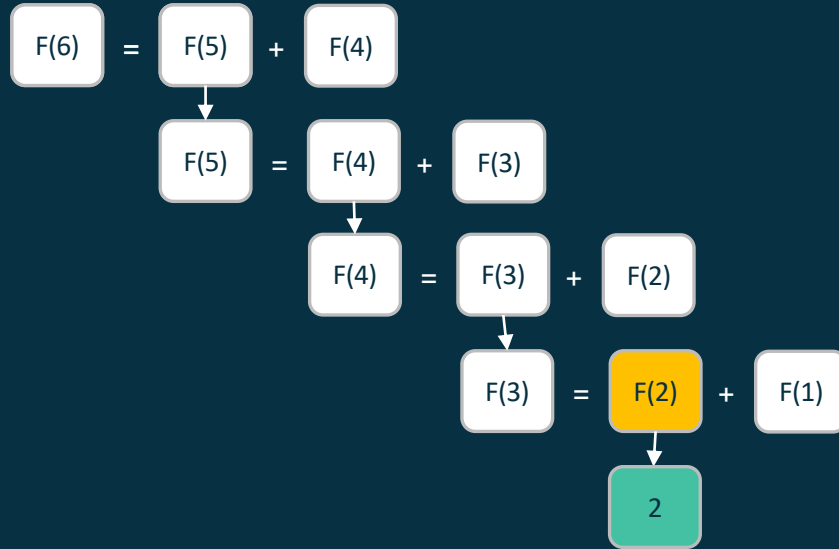 F(6) = F(5) + F(4)
F(5) = F(4) + F(3)
F(4) = F(3) + F(2)
F(3) = F(2) + F(1)
2